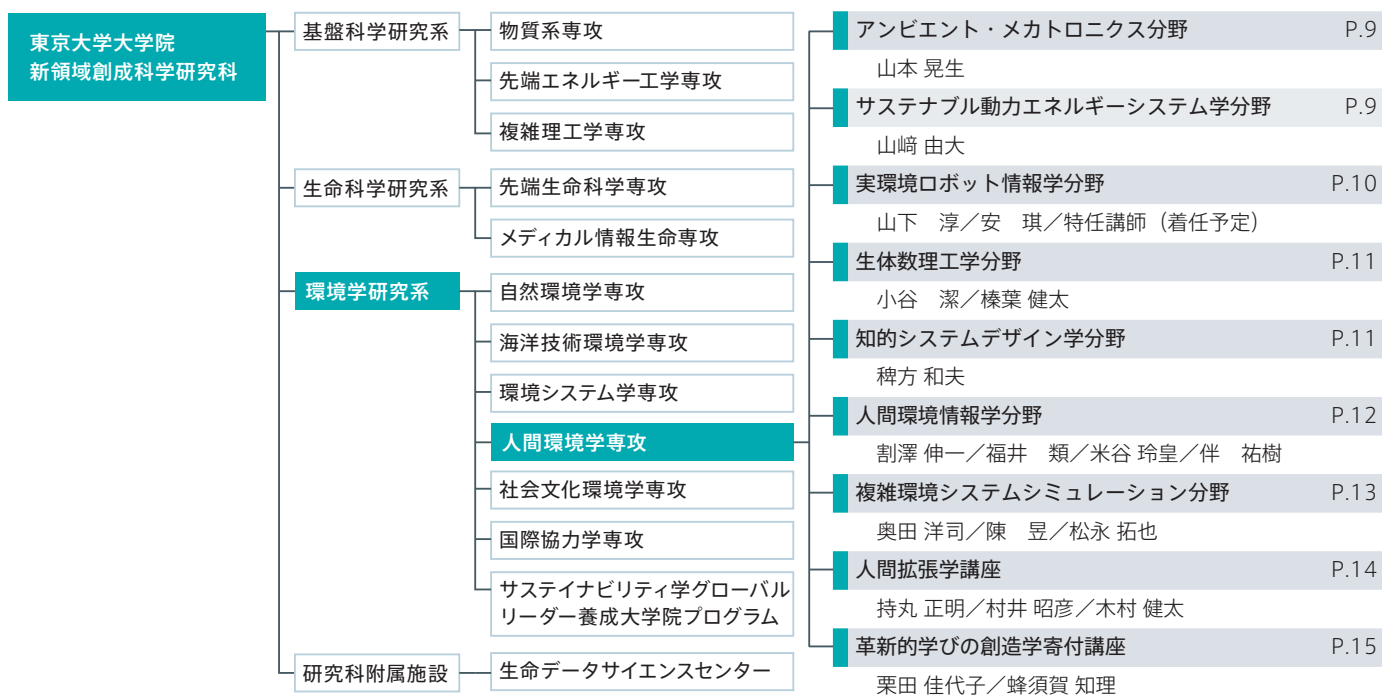 東京大学大学院
新領域創成科学研究科
基盤科学研究系
物質系専攻
先端エネルギー工学専攻
複雑理工学専攻
生命科学研究系
先端生命科学専攻
メディカル情報生命専攻
環境学研究系
自然環境学専攻
海洋技術環境学専攻
環境システム学専攻
人間環境学専攻
社会文化環境学専攻
国際協力学専攻
サステイナビリティ学グローバル
リーダー養成大学院プログラム
研究科附属施設
生命データサイエンスセンター
アンビエント・メカトロニクス分野 P.9
山本 晃生
サステナブル動力エネルギーシステム学分野 P.9
山﨑 由大
実環境ロボット情報学分野 P.10
山下　淳／安　琪／特任講師（着任予定）
生体数理工学分野 P.11
小谷　潔／榛葉 健太
知的システムデザイン学分野 P.11
稗方 和夫
人間環境情報学分野 P.12
割澤 伸一／福井　類／米谷 玲皇／伴　祐樹
複雑環境システムシミュレーション分野 P.13
奥田 洋司／陳　昱／松永 拓也
人間拡張学講座 P.14
持丸 正明／村井 昭彦／木村 健太
革新的学びの創造学寄付講座 P.15
栗田 佳代子／蜂須賀 知理